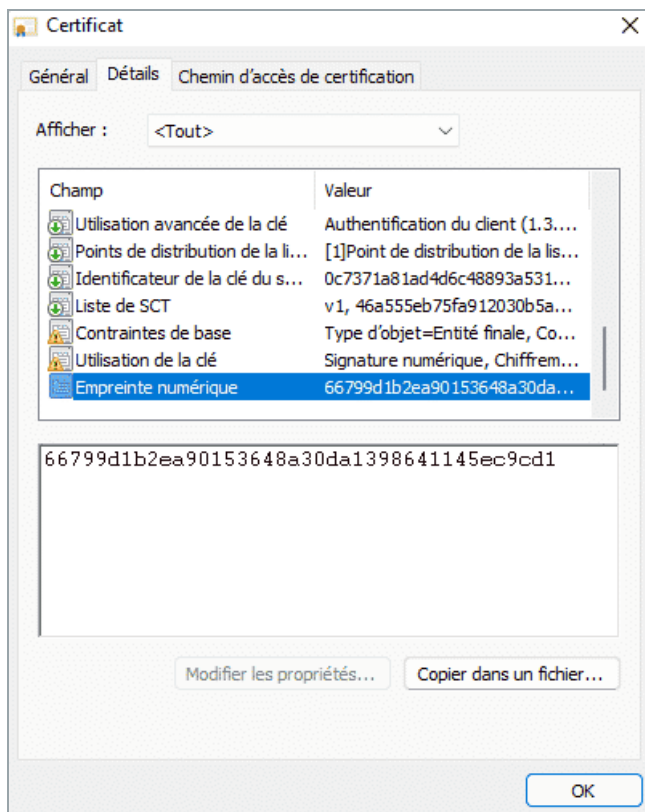 Certificat
Général Détails Chemin d'accès de certification
Afficher : <Tout>
Champ Valeur
Utilisation avancée de la clé Authentification du client (1.3....
Points de distribution de la li... [1]Point de distribution de la lis...
Identificateur de la clé du s... 0c7371a81ad4d6c48893a531...
Liste de SCT v1, 46a555eb75fa912030b5a...
Contraintes de base Type d'objet=Entité finale, Co...
Utilisation de la clé Signature numérique, Chiffrem...
Empreinte numérique 66799d1b2ea90153648a30da...
66799d1b2ea90153648a30da1398641145ec9cd1
Modifier les propriétés... Copier dans un fichier...
OK